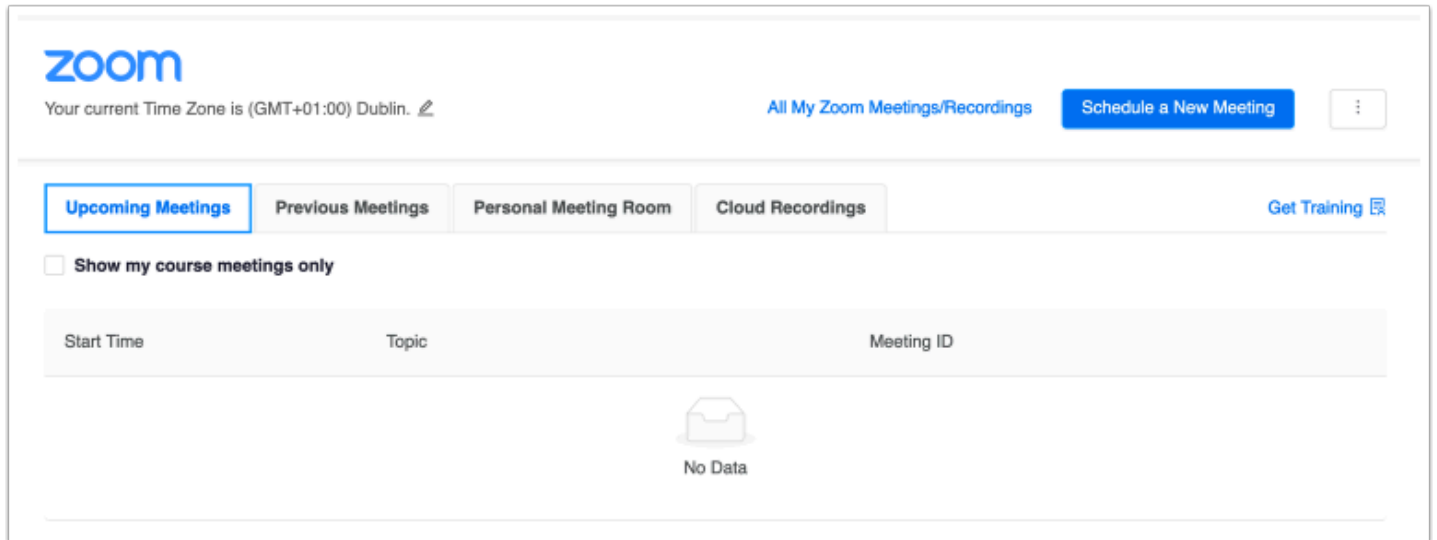 zoom
Your current Time Zone is (GMT+01:00) Dublin.
All My Zoom Meetings/Recordings
Schedule a New Meeting
Upcoming Meetings
Previous Meetings
Personal Meeting Room
Cloud Recordings
Get Training
Show my course meetings only
Start Time
Topic
Meeting ID
No Data